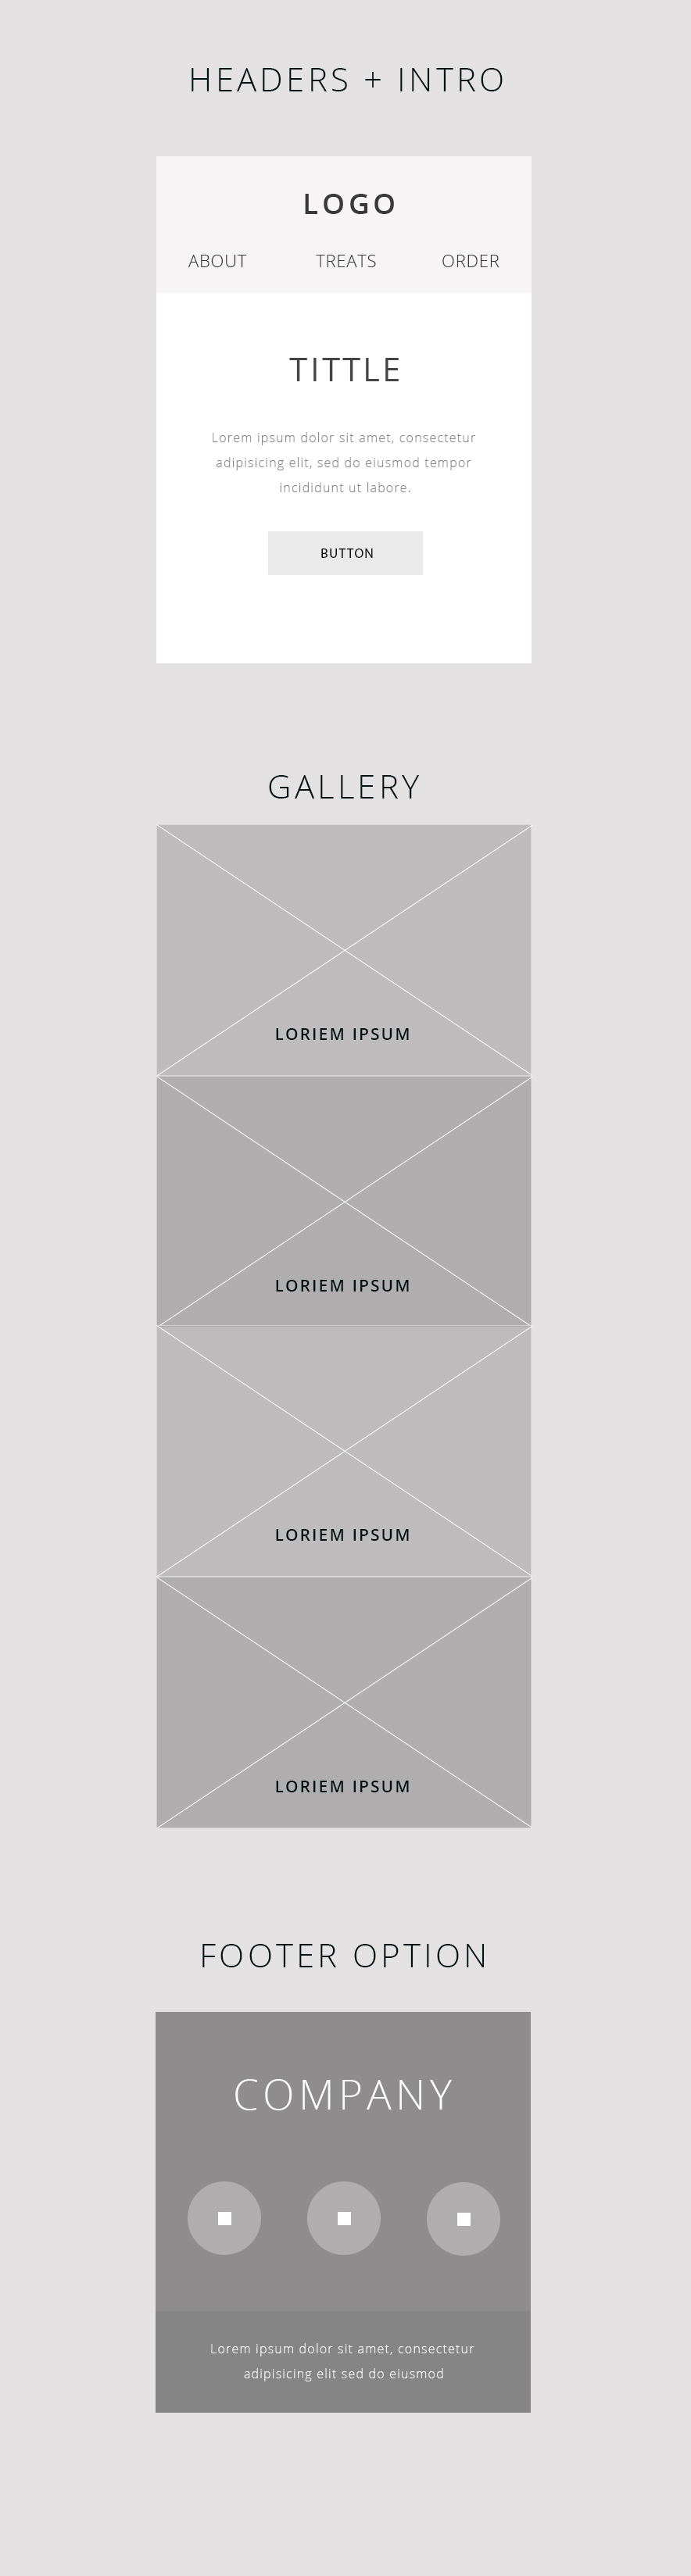 HEADERS + INTRO
LOGO
ABOUT TREATS ORDER
TITTLE
Lorem ipsum dolor sit amet, consectetur
adipisicing elit, sed do eiusmod tempor
incididunt ut labore.
BUTTON
GALLERY
LORIEM IPSUM
LORIEM IPSUM
LORIEM IPSUM
LORIEM IPSUM
FOOTER OPTION
COMPANY
Lorem ipsum dolor sit amet, consectetur
adipisicing elit sed do eiusmod